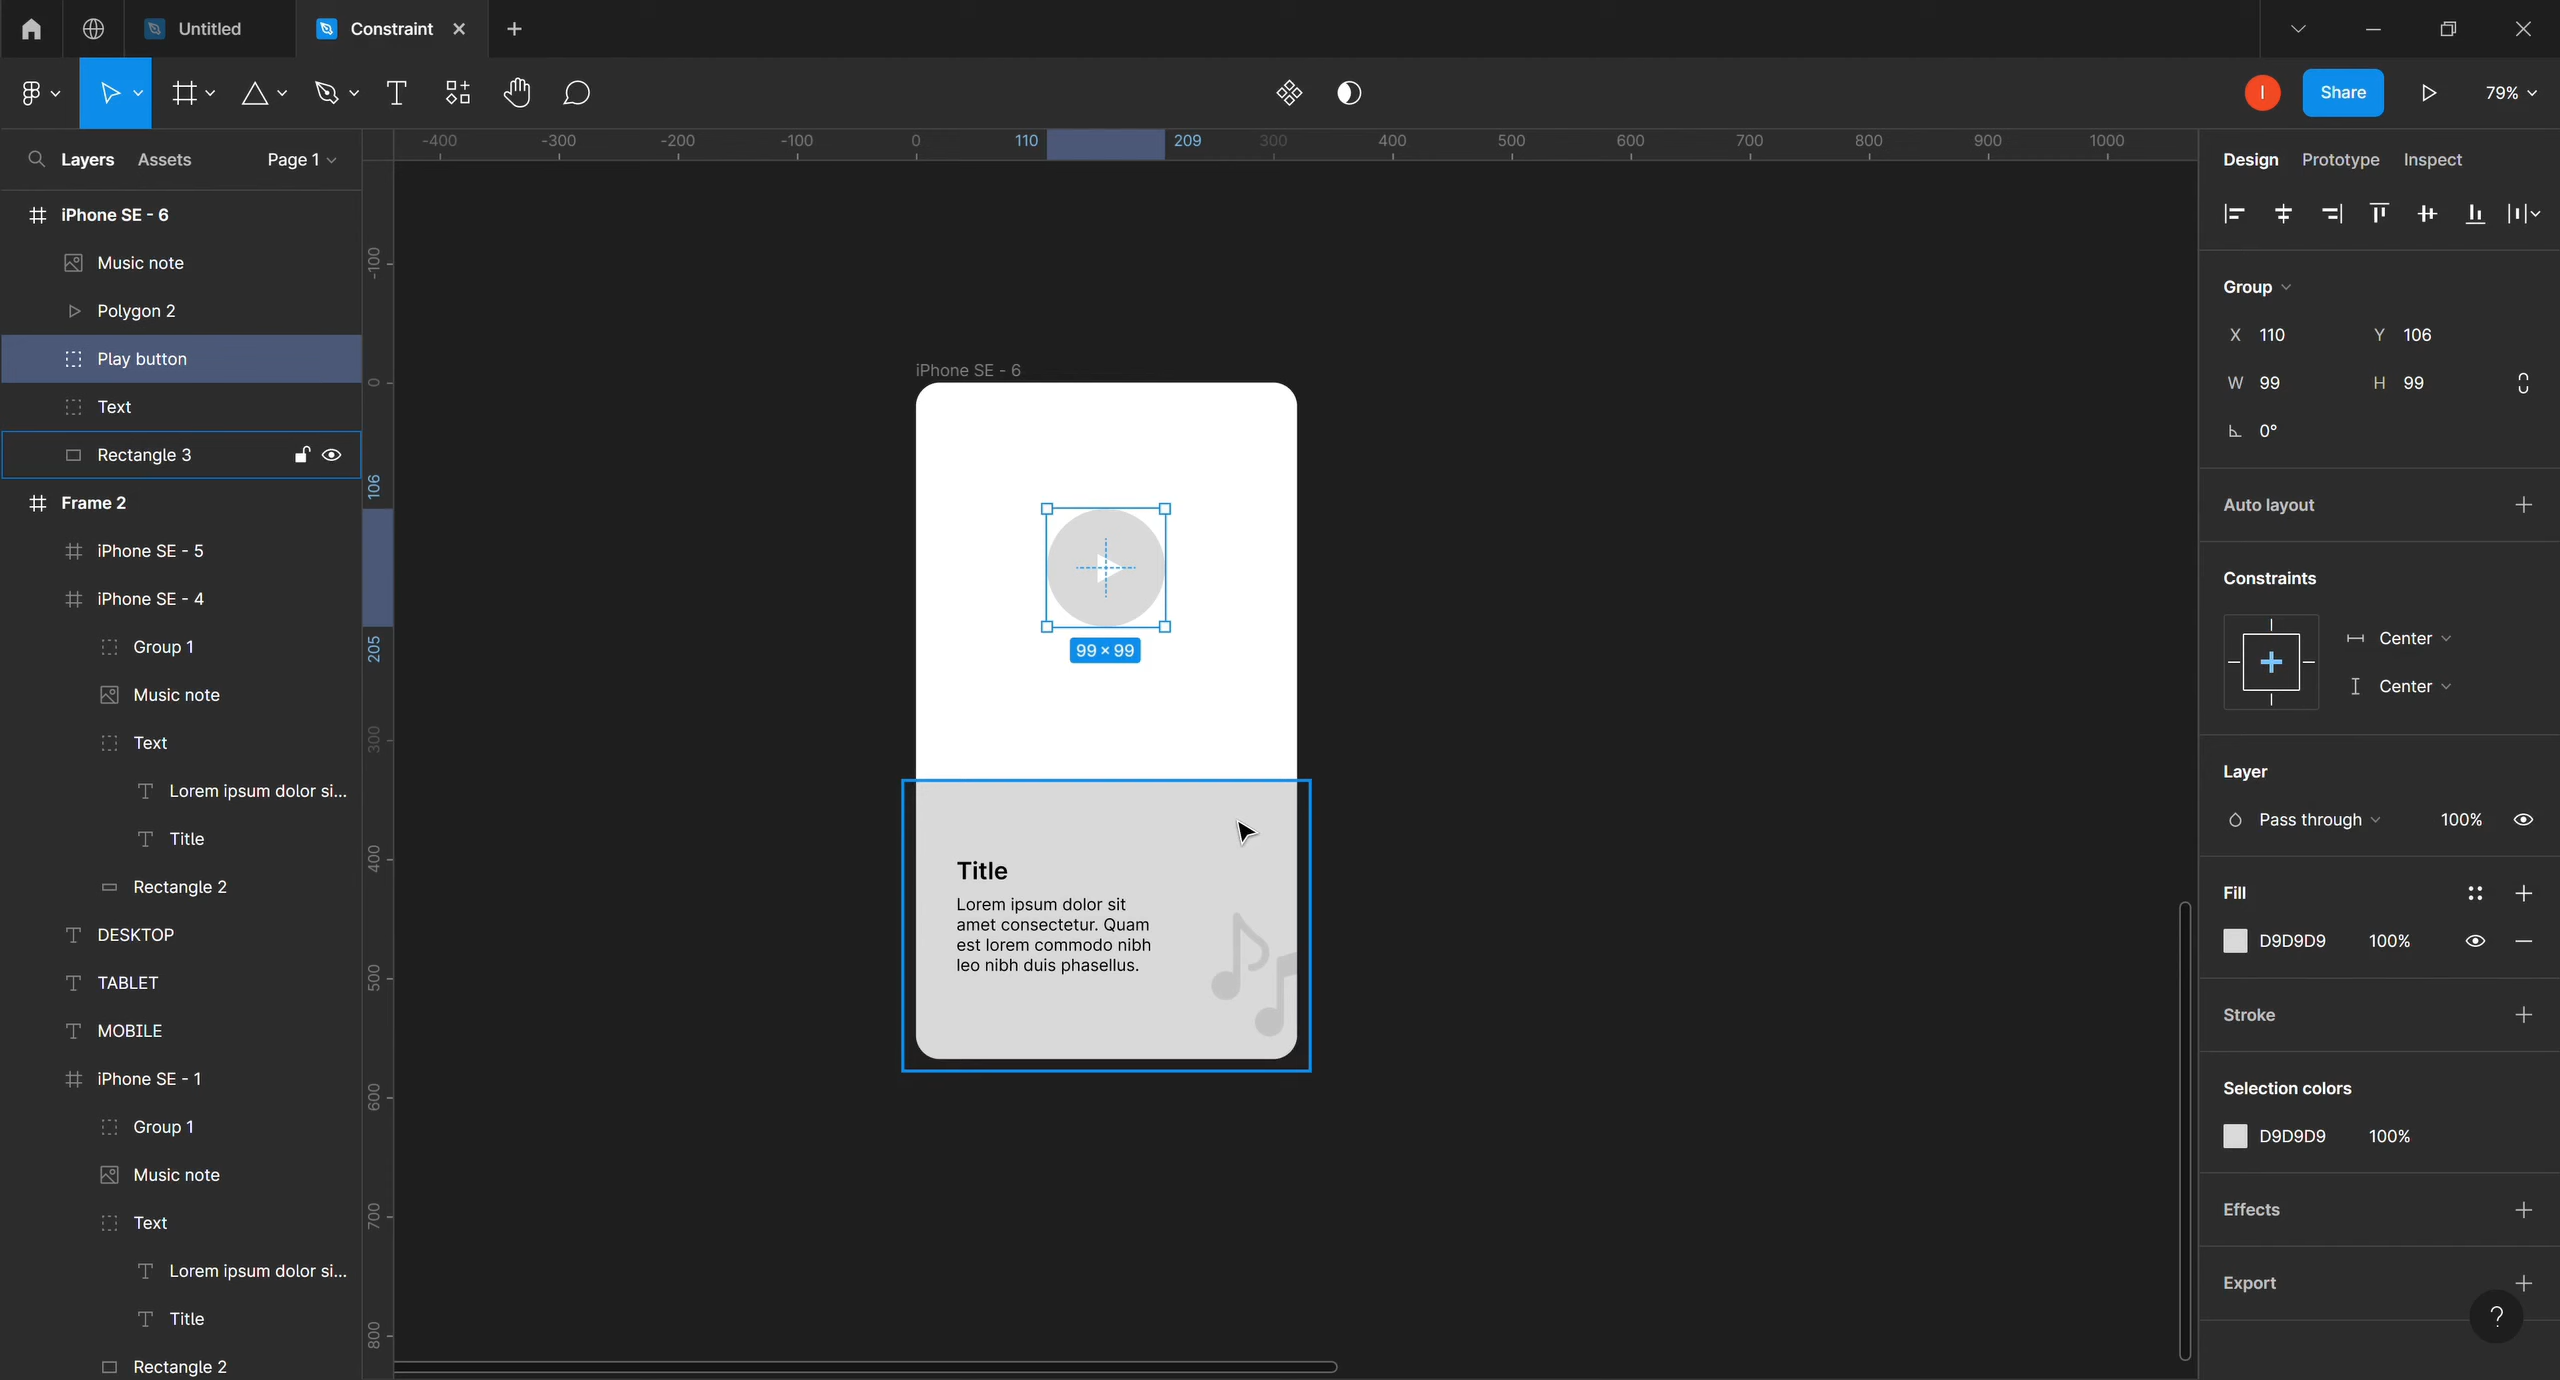 Untitled
Constraint
I
Share
79%
Layers
Assets
Page 1
iPhone SE - 6
Music note
Polygon 2
Play button
Text
Rectangle 3
Frame 2
iPhone SE - 5
iPhone SE - 4
Group 1
Music note
Text
Lorem ipsum dolor si...
Title
Rectangle 2
DESKTOP
TABLET
MOBILE
iPhone SE - 1
Group 1
Music note
Text
Lorem ipsum dolor si...
Title
Rectangle 2
-400
-300
-200
-100
0
110
209
300
400
500
600
700
800
900
1000
-100
0
106
205
300
400
500
600
700
800
iPhone SE - 6
99 × 99
Title
Lorem ipsum dolor sit
amet consectetur. Quam
est lorem commodo nibh
leo nibh duis phasellus.
Design
Prototype
Inspect
Group
X 110
Y 106
W 99
H 99
0°
Auto layout
Constraints
Center
Center
Layer
Pass through
100%
Fill
D9D9D9
100%
Stroke
Selection colors
D9D9D9
100%
Effects
Export
?